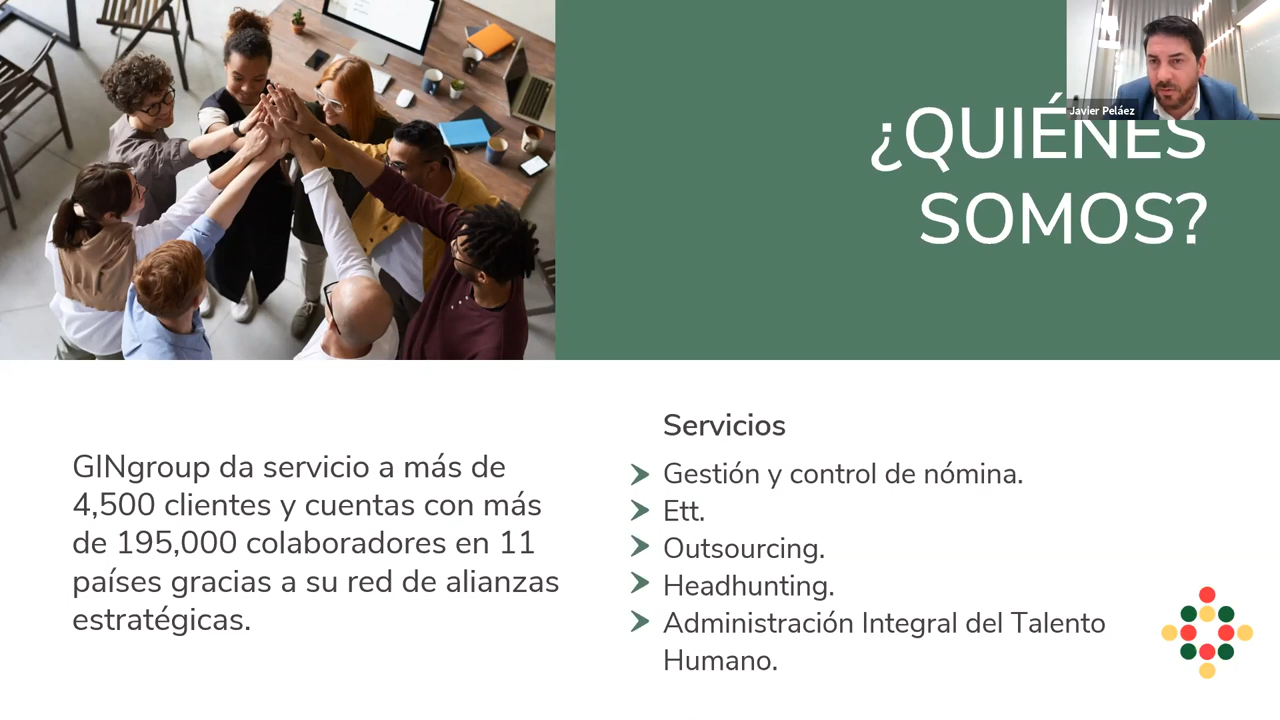 Javier Peláez
¿QUIÉNES
SOMOS?
GINgroup da servicio a más de
4,500 clientes y cuentas con más
de 195,000 colaboradores en 11
países gracias a su red de alianzas
estratégicas.
Servicios
Gestión y control de nómina.
Ett.
Outsourcing.
Headhunting.
Administración Integral del Talento
Humano.